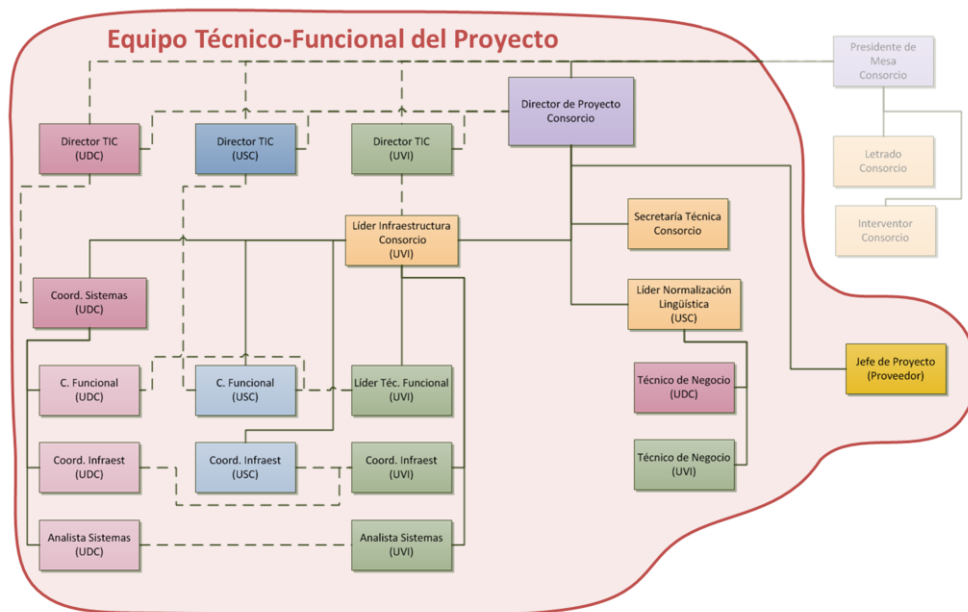 Equipo Técnico-Funcional del Proyecto
Presidente de
Mesa
Consorcio
Director de Proyecto
Consorcio
Director TIC
(UDC)
Director TIC
(USC)
Director TIC
(UVI)
Letrado
Consorcio
Líder Infraestructura
Consorcio
(UVI)
Secretaría Técnica
Consorcio
Interventor
Consorcio
Coord. Sistemas
(UDC)
Líder Normalización
Lingüística
(USC)
C. Funcional
(UDC)
C. Funcional
(USC)
Líder Téc. Funcional
(UVI)
Técnico de Negocio
(UDC)
Jefe de Proyecto
(Proveedor)
Coord. Infraest
(UDC)
Coord. Infraest
(USC)
Coord. Infraest
(UVI)
Técnico de Negocio
(UVI)
Analista Sistemas
(UDC)
Analista Sistemas
(UVI)